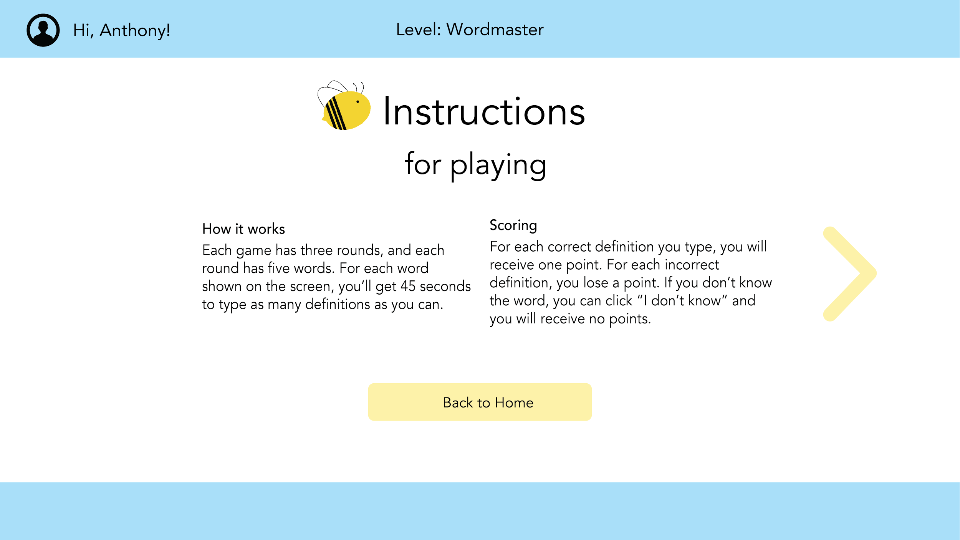 Hi, Anthony!
Level: Wordmaster
Instructions
for playing
How it works
Each game has three rounds, and each
round has five words. For each word
shown on the screen, you’ll get 45 seconds
to type as many definitions as you can.
Scoring
For each correct definition you type, you will
receive one point. For each incorrect
definition, you lose a point. If you don’t know
the word, you can click “I don’t know” and
you will receive no points.
Back to Home